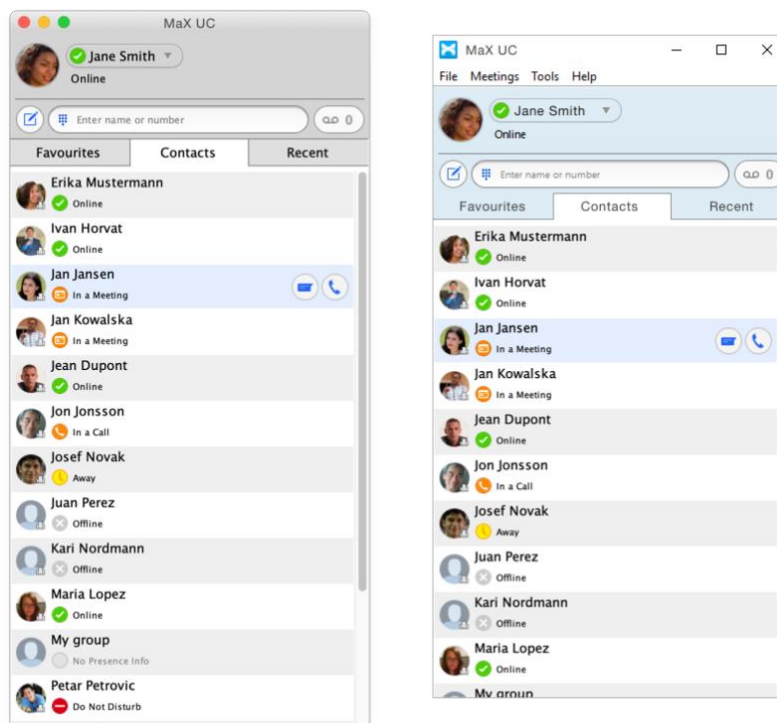 MaX UC
Jane Smith
Online
Enter name or number
0
Favourites Contacts Recent
Erika Mustermann
Online
Ivan Horvat
Online
Jan Jansen
In a Meeting
Jan Kowalska
In a Meeting
Jean Dupont
Online
Jon Jonsson
In a Call
Josef Novak
Away
Juan Perez
Offline
Kari Nordmann
Offline
Maria Lopez
Online
My group
No Presence Info
Petar Petrovic
Do Not Disturb
MaX UC
File Meetings Tools Help
Jane Smith
Online
Enter name or number
0
Favourites Contacts Recent
Erika Mustermann
Online
Ivan Horvat
Online
Jan Jansen
In a Meeting
Jan Kowalska
In a Meeting
Jean Dupont
Online
Jon Jonsson
In a Call
Josef Novak
Away
Juan Perez
Offline
Kari Nordmann
Offline
Maria Lopez
Online
My group